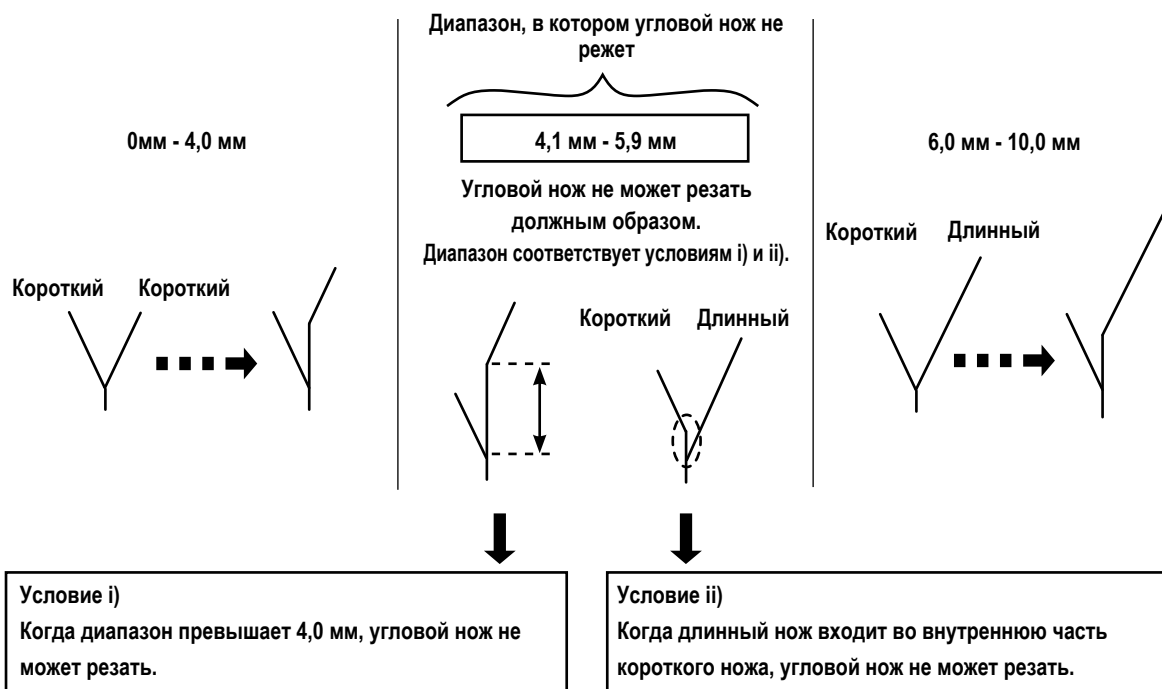 Диапазон, в котором угловой нож не
режет
0мм - 4,0 мм
4,1 мм - 5,9 мм
6,0 мм - 10,0 мм
Угловой нож не может резать
должным образом.
Диапазон соответствует условиям i) и ii).
Короткий Короткий
Короткий Длинный
Короткий Длинный
Условие i)
Когда диапазон превышает 4,0 мм, угловой нож не
может резать.
Условие ii)
Когда длинный нож входит во внутреннюю часть
короткого ножа, угловой нож не может резать.